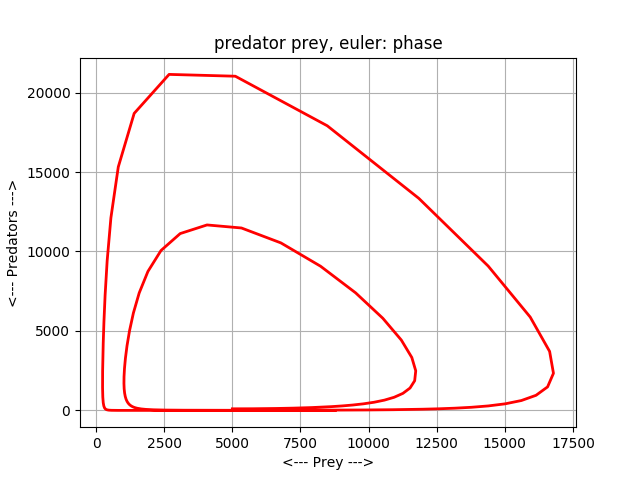 predator prey, euler: phase
<--- Predators --->
20000
15000
10000
5000
0
0 2500 5000 7500 10000 12500 15000 17500
<--- Prey --->